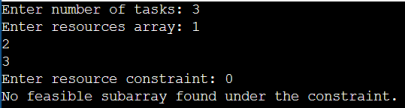 Enter number of tasks: 3
Enter resources array: 1
2
3
Enter resource constraint: 0
No feasible subarray found under the constraint.